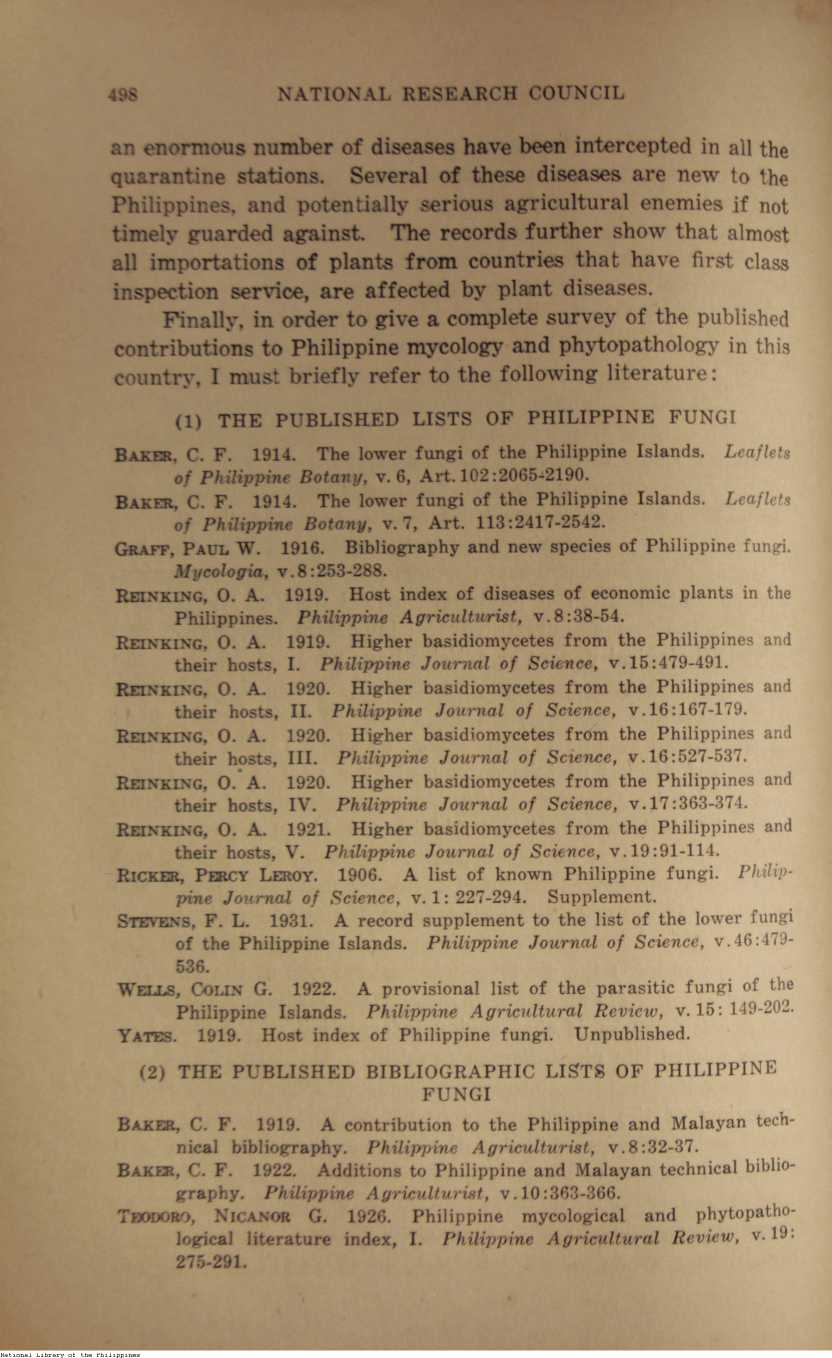 498 NATIONAL RESEARCH COUNCIL
an enormous number of diseases have been intercepted in all the
quarantine stations. Several of these diseases are new to the
Philippines, and potentially serious agricultural enemies if not
timely guarded against. The records further show that almost
all importations of plants from countries that have first class
inspection service, are affected by plant diseases.
Finally, in order to give a complete survey of the published
contributions to Philippine mycology and phytopathology in this
country, I must briefly refer to the following literature:
(1) THE PUBLISHED LISTS OF PHILIPPINE FUNGI
BAKER, C. F. 1914. The lower fungi of the Philippine Islands. Leaflets
of Philippine Botany, v. 6, Art. 102:2065-2190.
BAKER, C. F. 1914. The lower fungi of the Philippine Islands. Leaflets
of Philippine Botany, v. 7, Art. 113:2417-2542.
GRAFF, PAUL W. 1916. Bibliography and new species of Philippine fungi.
Mycologia, v.8:253-288.
REINKING, O. A. 1919. Host index of diseases of economic plants in the
Philippines. Philippine Agriculturist, v.8:38-54.
REINKING, O. A. 1919. Higher basidiomycetes from the Philippines and
their hosts, I. Philippine Journal of Science, v.15:479-491.
REINKING, O. A. 1920. Higher basidiomycetes from the Philippines and
their hosts, II. Philippine Journal of Science, v.16:167-179.
REINKING, O. A. 1920. Higher basidiomycetes from the Philippines and
their hosts, III. Philippine Journal of Science, v.16:527-537.
REINKING, O. A. 1920. Higher basidiomycetes from the Philippines and
their hosts, IV. Philippine Journal of Science, v.17:363-374.
REINKING, O. A. 1921. Higher basidiomycetes from the Philippines and
their hosts, V. Philippine Journal of Science, v.19:91-114.
RICKER, PERCY LEROY. 1906. A list of known Philippine fungi. Philip-
pine Journal of Science, v. 1: 227-294. Supplement.
STEVENS, F. L. 1931. A record supplement to the list of the lower fungi
of the Philippine Islands. Philippine Journal of Science, v.46:479-
536.
WELLS, COLIN G. 1922. A provisional list of the parasitic fungi of the
Philippine Islands. Philippine Agricultural Review, v. 15: 149-202.
YATES. 1919. Host index of Philippine fungi. Unpublished.
(2) THE PUBLISHED BIBLIOGRAPHIC LISTS OF PHILIPPINE
FUNGI
BAKER, C. F. 1919. A contribution to the Philippine and Malayan tech-
nical bibliography. Philippine Agriculturist, v.8:32-37.
BAKER, C. F. 1922. Additions to Philippine and Malayan technical biblio-
graphy. Philippine Agriculturist, v.10:363-366.
TEODORO, NICANOR G. 1926. Philippine mycological and phytopatho-
logical literature index, I. Philippine Agricultural Review, v. 19:
275-291.
National Library of the Philippines